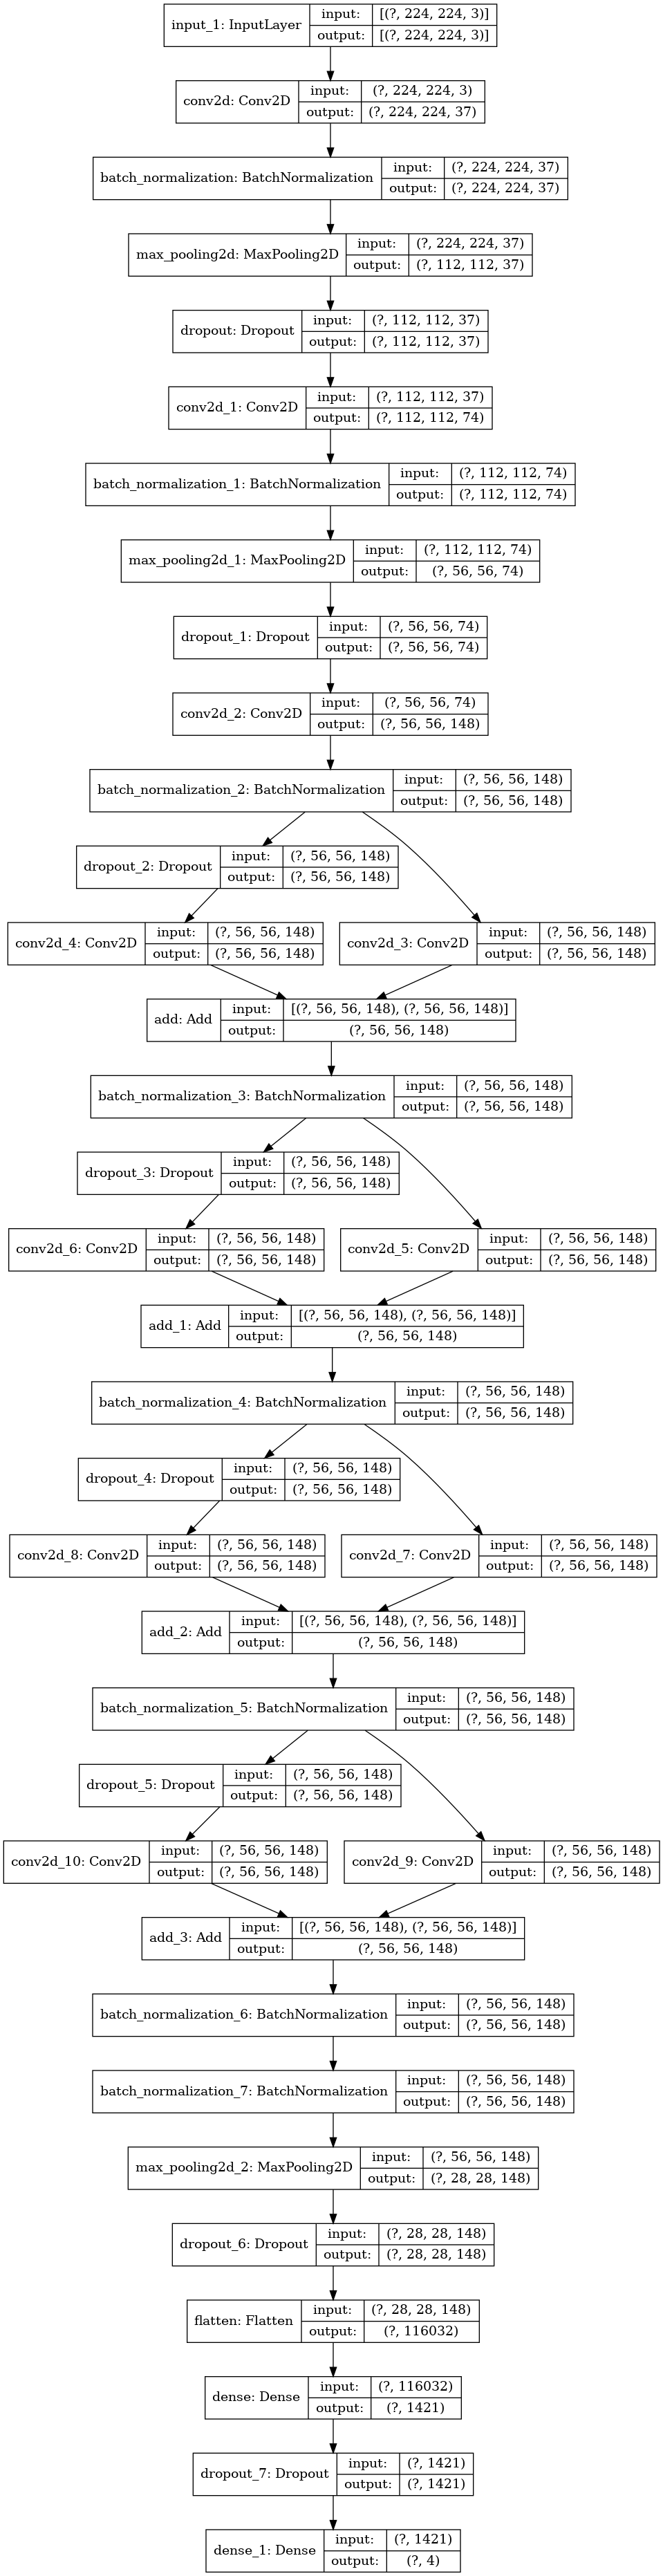 input_1: InputLayer
input: [(?, 224, 224, 3)]
output: [(?, 224, 224, 3)]
conv2d: Conv2D
input: (?, 224, 224, 3)
output: (?, 224, 224, 37)
batch_normalization: BatchNormalization
input: (?, 224, 224, 37)
output: (?, 224, 224, 37)
max_pooling2d: MaxPooling2D
input: (?, 224, 224, 37)
output: (?, 112, 112, 37)
dropout: Dropout
input: (?, 112, 112, 37)
output: (?, 112, 112, 37)
conv2d_1: Conv2D
input: (?, 112, 112, 37)
output: (?, 112, 112, 74)
batch_normalization_1: BatchNormalization
input: (?, 112, 112, 74)
output: (?, 112, 112, 74)
max_pooling2d_1: MaxPooling2D
input: (?, 112, 112, 74)
output: (?, 56, 56, 74)
dropout_1: Dropout
input: (?, 56, 56, 74)
output: (?, 56, 56, 74)
conv2d_2: Conv2D
input: (?, 56, 56, 74)
output: (?, 56, 56, 148)
batch_normalization_2: BatchNormalization
input: (?, 56, 56, 148)
output: (?, 56, 56, 148)
dropout_2: Dropout
input: (?, 56, 56, 148)
output: (?, 56, 56, 148)
conv2d_4: Conv2D
input: (?, 56, 56, 148)
output: (?, 56, 56, 148)
conv2d_3: Conv2D
input: (?, 56, 56, 148)
output: (?, 56, 56, 148)
add: Add
input: [(?, 56, 56, 148), (?, 56, 56, 148)]
output: (?, 56, 56, 148)
batch_normalization_3: BatchNormalization
input: (?, 56, 56, 148)
output: (?, 56, 56, 148)
dropout_3: Dropout
input: (?, 56, 56, 148)
output: (?, 56, 56, 148)
conv2d_6: Conv2D
input: (?, 56, 56, 148)
output: (?, 56, 56, 148)
conv2d_5: Conv2D
input: (?, 56, 56, 148)
output: (?, 56, 56, 148)
add_1: Add
input: [(?, 56, 56, 148), (?, 56, 56, 148)]
output: (?, 56, 56, 148)
batch_normalization_4: BatchNormalization
input: (?, 56, 56, 148)
output: (?, 56, 56, 148)
dropout_4: Dropout
input: (?, 56, 56, 148)
output: (?, 56, 56, 148)
conv2d_8: Conv2D
input: (?, 56, 56, 148)
output: (?, 56, 56, 148)
conv2d_7: Conv2D
input: (?, 56, 56, 148)
output: (?, 56, 56, 148)
add_2: Add
input: [(?, 56, 56, 148), (?, 56, 56, 148)]
output: (?, 56, 56, 148)
batch_normalization_5: BatchNormalization
input: (?, 56, 56, 148)
output: (?, 56, 56, 148)
dropout_5: Dropout
input: (?, 56, 56, 148)
output: (?, 56, 56, 148)
conv2d_10: Conv2D
input: (?, 56, 56, 148)
output: (?, 56, 56, 148)
conv2d_9: Conv2D
input: (?, 56, 56, 148)
output: (?, 56, 56, 148)
add_3: Add
input: [(?, 56, 56, 148), (?, 56, 56, 148)]
output: (?, 56, 56, 148)
batch_normalization_6: BatchNormalization
input: (?, 56, 56, 148)
output: (?, 56, 56, 148)
batch_normalization_7: BatchNormalization
input: (?, 56, 56, 148)
output: (?, 56, 56, 148)
max_pooling2d_2: MaxPooling2D
input: (?, 56, 56, 148)
output: (?, 28, 28, 148)
dropout_6: Dropout
input: (?, 28, 28, 148)
output: (?, 28, 28, 148)
flatten: Flatten
input: (?, 28, 28, 148)
output: (?, 116032)
dense: Dense
input: (?, 116032)
output: (?, 1421)
dropout_7: Dropout
input: (?, 1421)
output: (?, 1421)
dense_1: Dense
input: (?, 1421)
output: (?, 4)